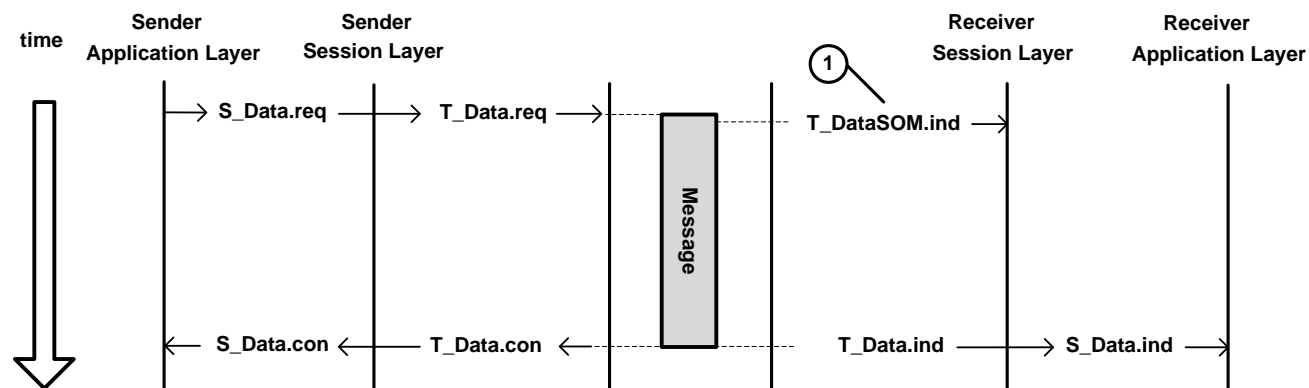 time
Sender
Application Layer
Sender
Session Layer
Receiver
Session Layer
Receiver
Application Layer
1
S_Data.req
T_Data.req
T_DataSOM.ind
Message
S_Data.con
T_Data.con
T_Data.ind
S_Data.ind